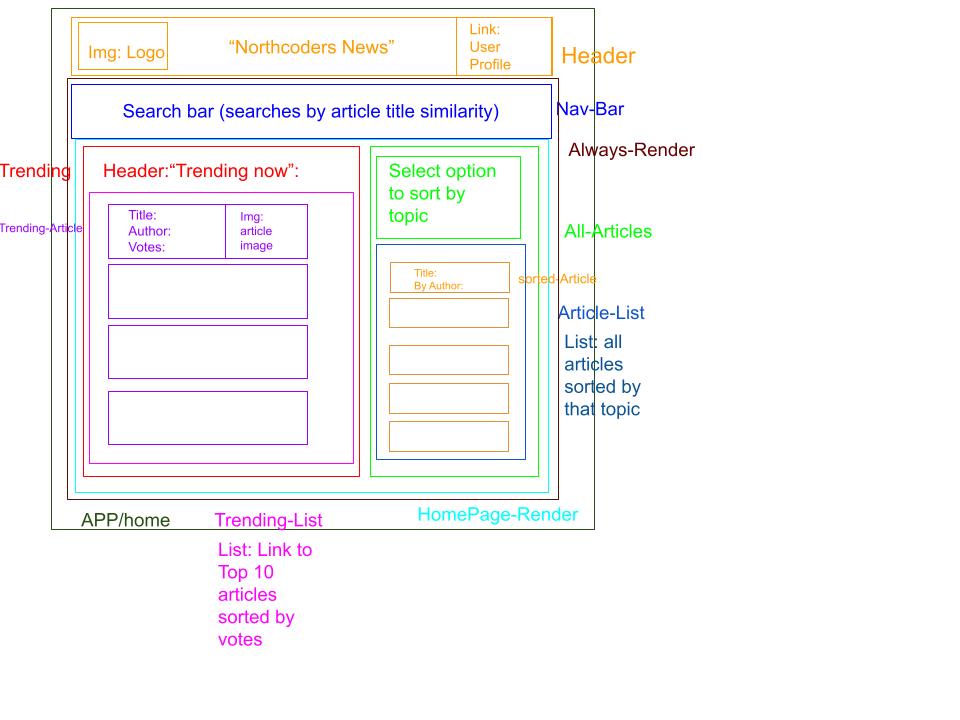 Img: Logo
“Northcoders News”
Link:
User
Profile
Header
Search bar (searches by article title similarity)
Nav-Bar
Always-Render
Trending
Header:“Trending now”:
Select option
to sort by
topic
Trending-Article
Title:
Author:
Votes:
Img:
article
image
All-Articles
Title:
By Author:
sorted-Article
Article-List
List: all
articles
sorted by
that topic
APP/home
Trending-List
HomePage-Render
List: Link to
Top 10
articles
sorted by
votes